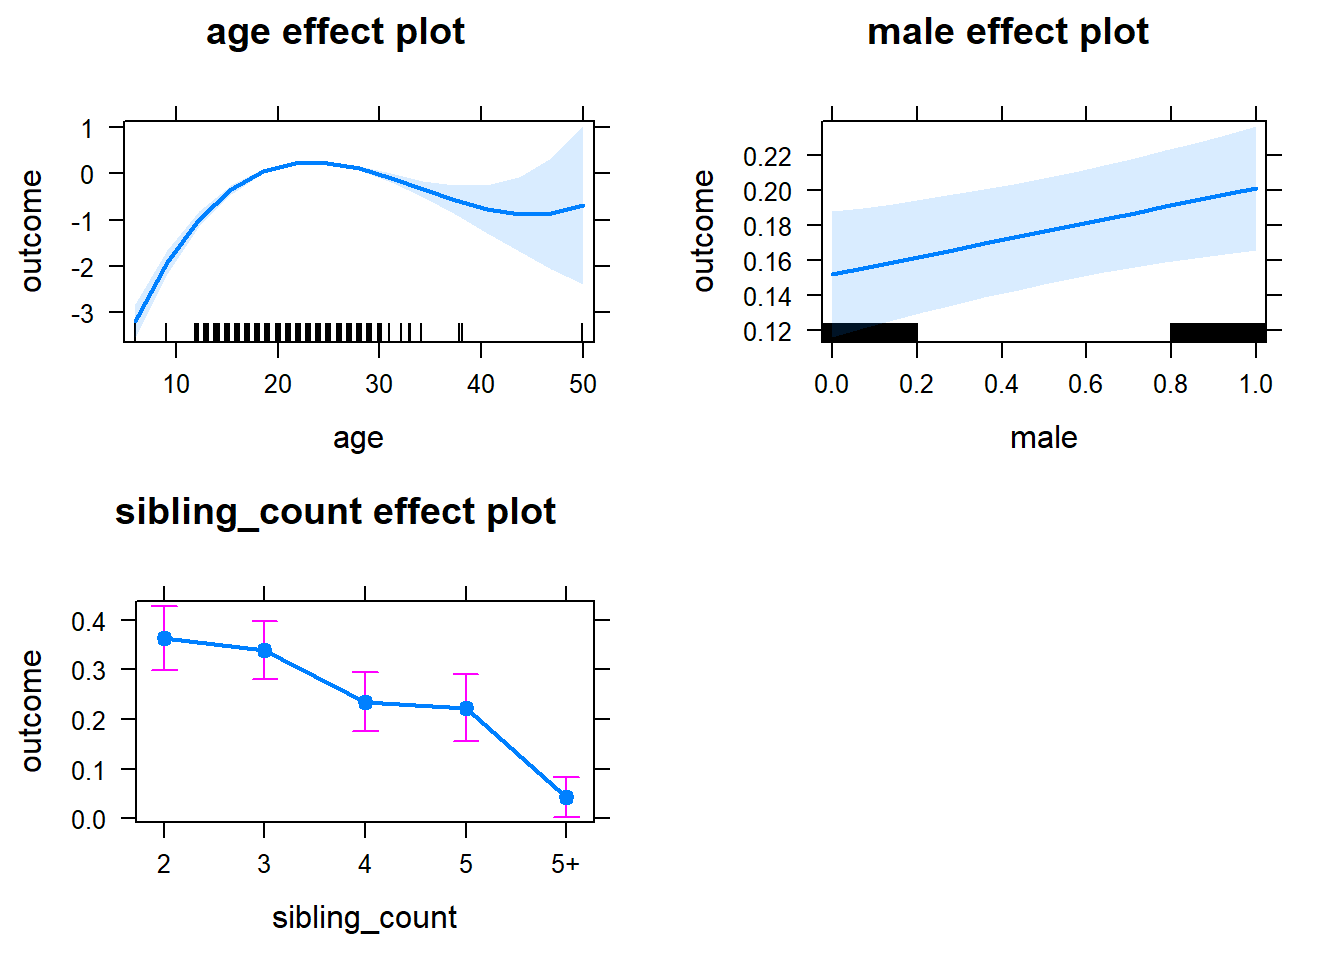 age effect plot
outcome
1
0
-1
-2
-3
10 20 30 40 50
age
male effect plot
outcome
0.22
0.20
0.18
0.16
0.14
0.12
0.0 0.2 0.4 0.6 0.8 1.0
male
sibling_count effect plot
outcome
0.4
0.3
0.2
0.1
0.0
2 3 4 5 5+
sibling_count